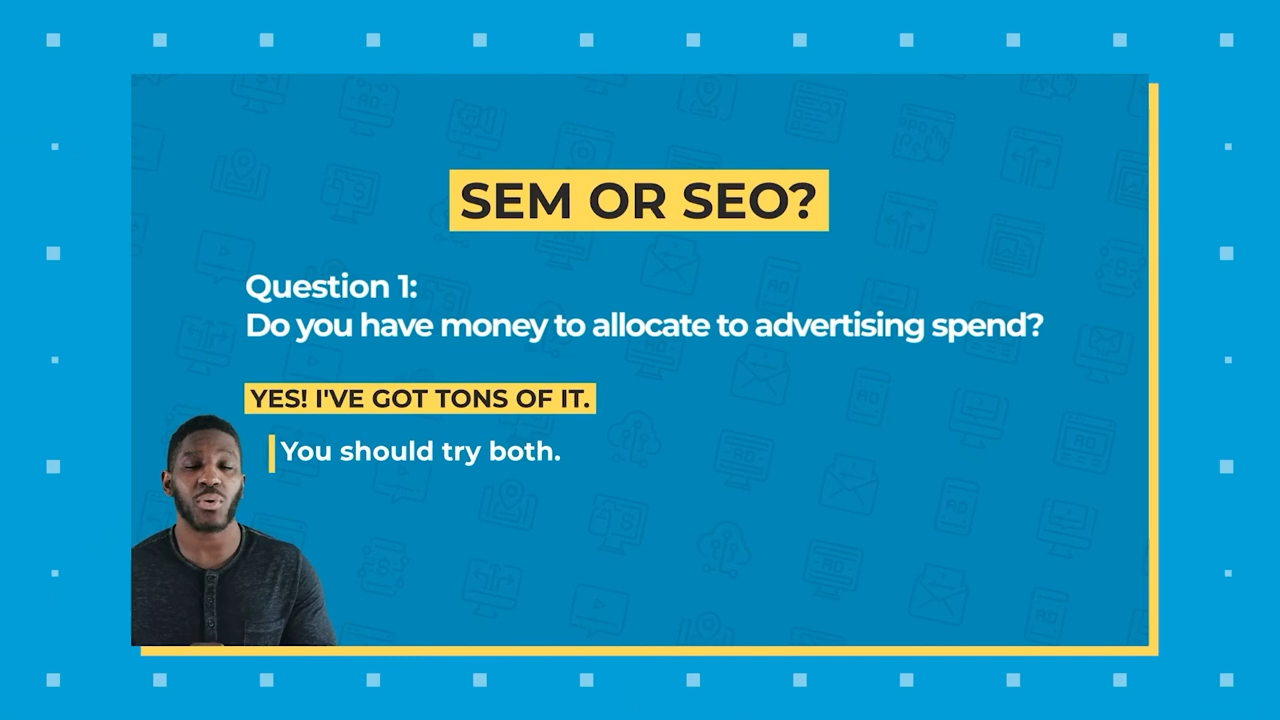 SEM OR SEO?
Question 1:
Do you have money to allocate to advertising spend?
YES! I'VE GOT TONS OF IT.
You should try both.